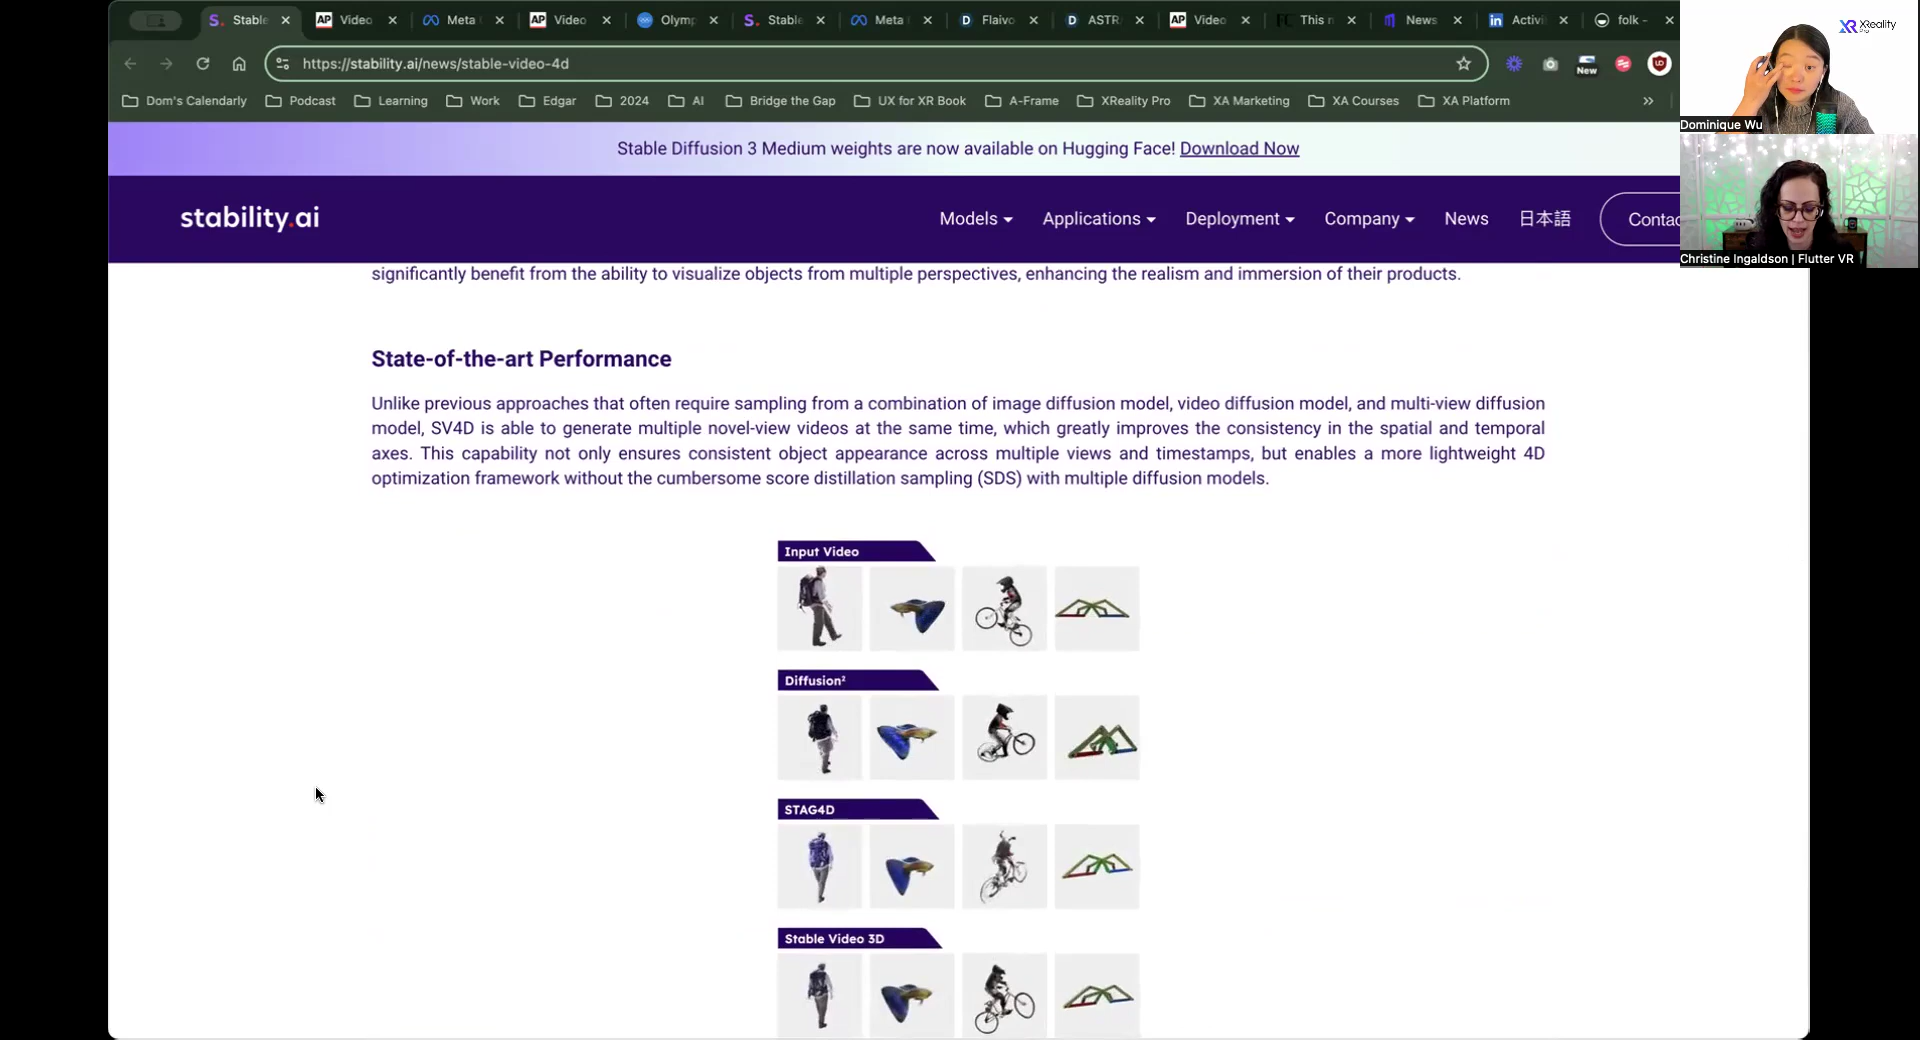 Stable
Video
Meta
Video
Olymp
Stable
Meta
Flaivo
ASTR
Video
This n
News
Activi
folk -
https://stability.ai/news/stable-video-4d
New
Dom's Calendarly
Podcast
Learning
Work
Edgar
2024
AI
Bridge the Gap
UX for XR Book
A-Frame
XReality Pro
XA Marketing
XA Courses
XA Platform
XReality
Dominique Wu
Christine Ingaldson | Flutter VR
Stable Diffusion 3 Medium weights are now available on Hugging Face! Download Now
stability.ai
Models
Applications
Deployment
Company
News
日本語
Contac
significantly benefit from the ability to visualize objects from multiple perspectives, enhancing the realism and immersion of their products.
State-of-the-art Performance
Unlike previous approaches that often require sampling from a combination of image diffusion model, video diffusion model, and multi-view diffusion
model, SV4D is able to generate multiple novel-view videos at the same time, which greatly improves the consistency in the spatial and temporal
axes. This capability not only ensures consistent object appearance across multiple views and timestamps, but enables a more lightweight 4D
optimization framework without the cumbersome score distillation sampling (SDS) with multiple diffusion models.
Input Video
Diffusion²
STAG4D
Stable Video 3D